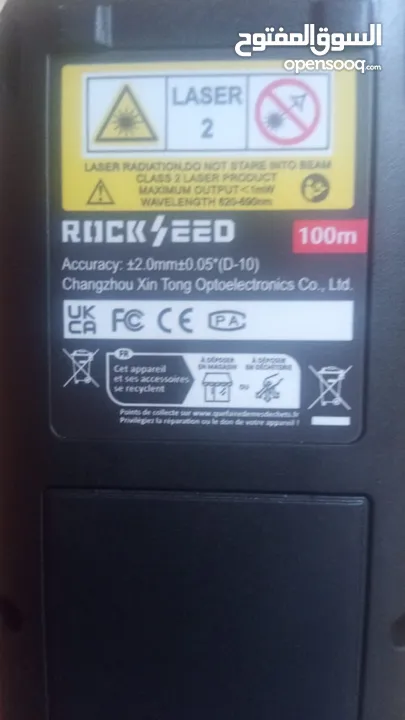 السوق المفتوح
opensooq.com
LASER
2
LASER RADIATION,DO NOT STARE INTO BEAM
CLASS 2 LASER PRODUCT
MAXIMUM OUTPUT<1mW
WAVELENGTH 620-690nm
ROCKSEED
100m
Accuracy: ±2.0mm±0.05*(D-10)
Changzhou Xin Tong Optoelectronics Co., Ltd.
UK
CA
FC CE PA
FR
Cet appareil
et ses accessoires
se recyclent
À DÉPOSER
EN MAGASIN
OU
À DÉPOSER
EN DÉCHÈTERIE
Points de collecte sur www.quefairedemesdechets.fr
Privilégiez la réparation ou le don de votre appareil !